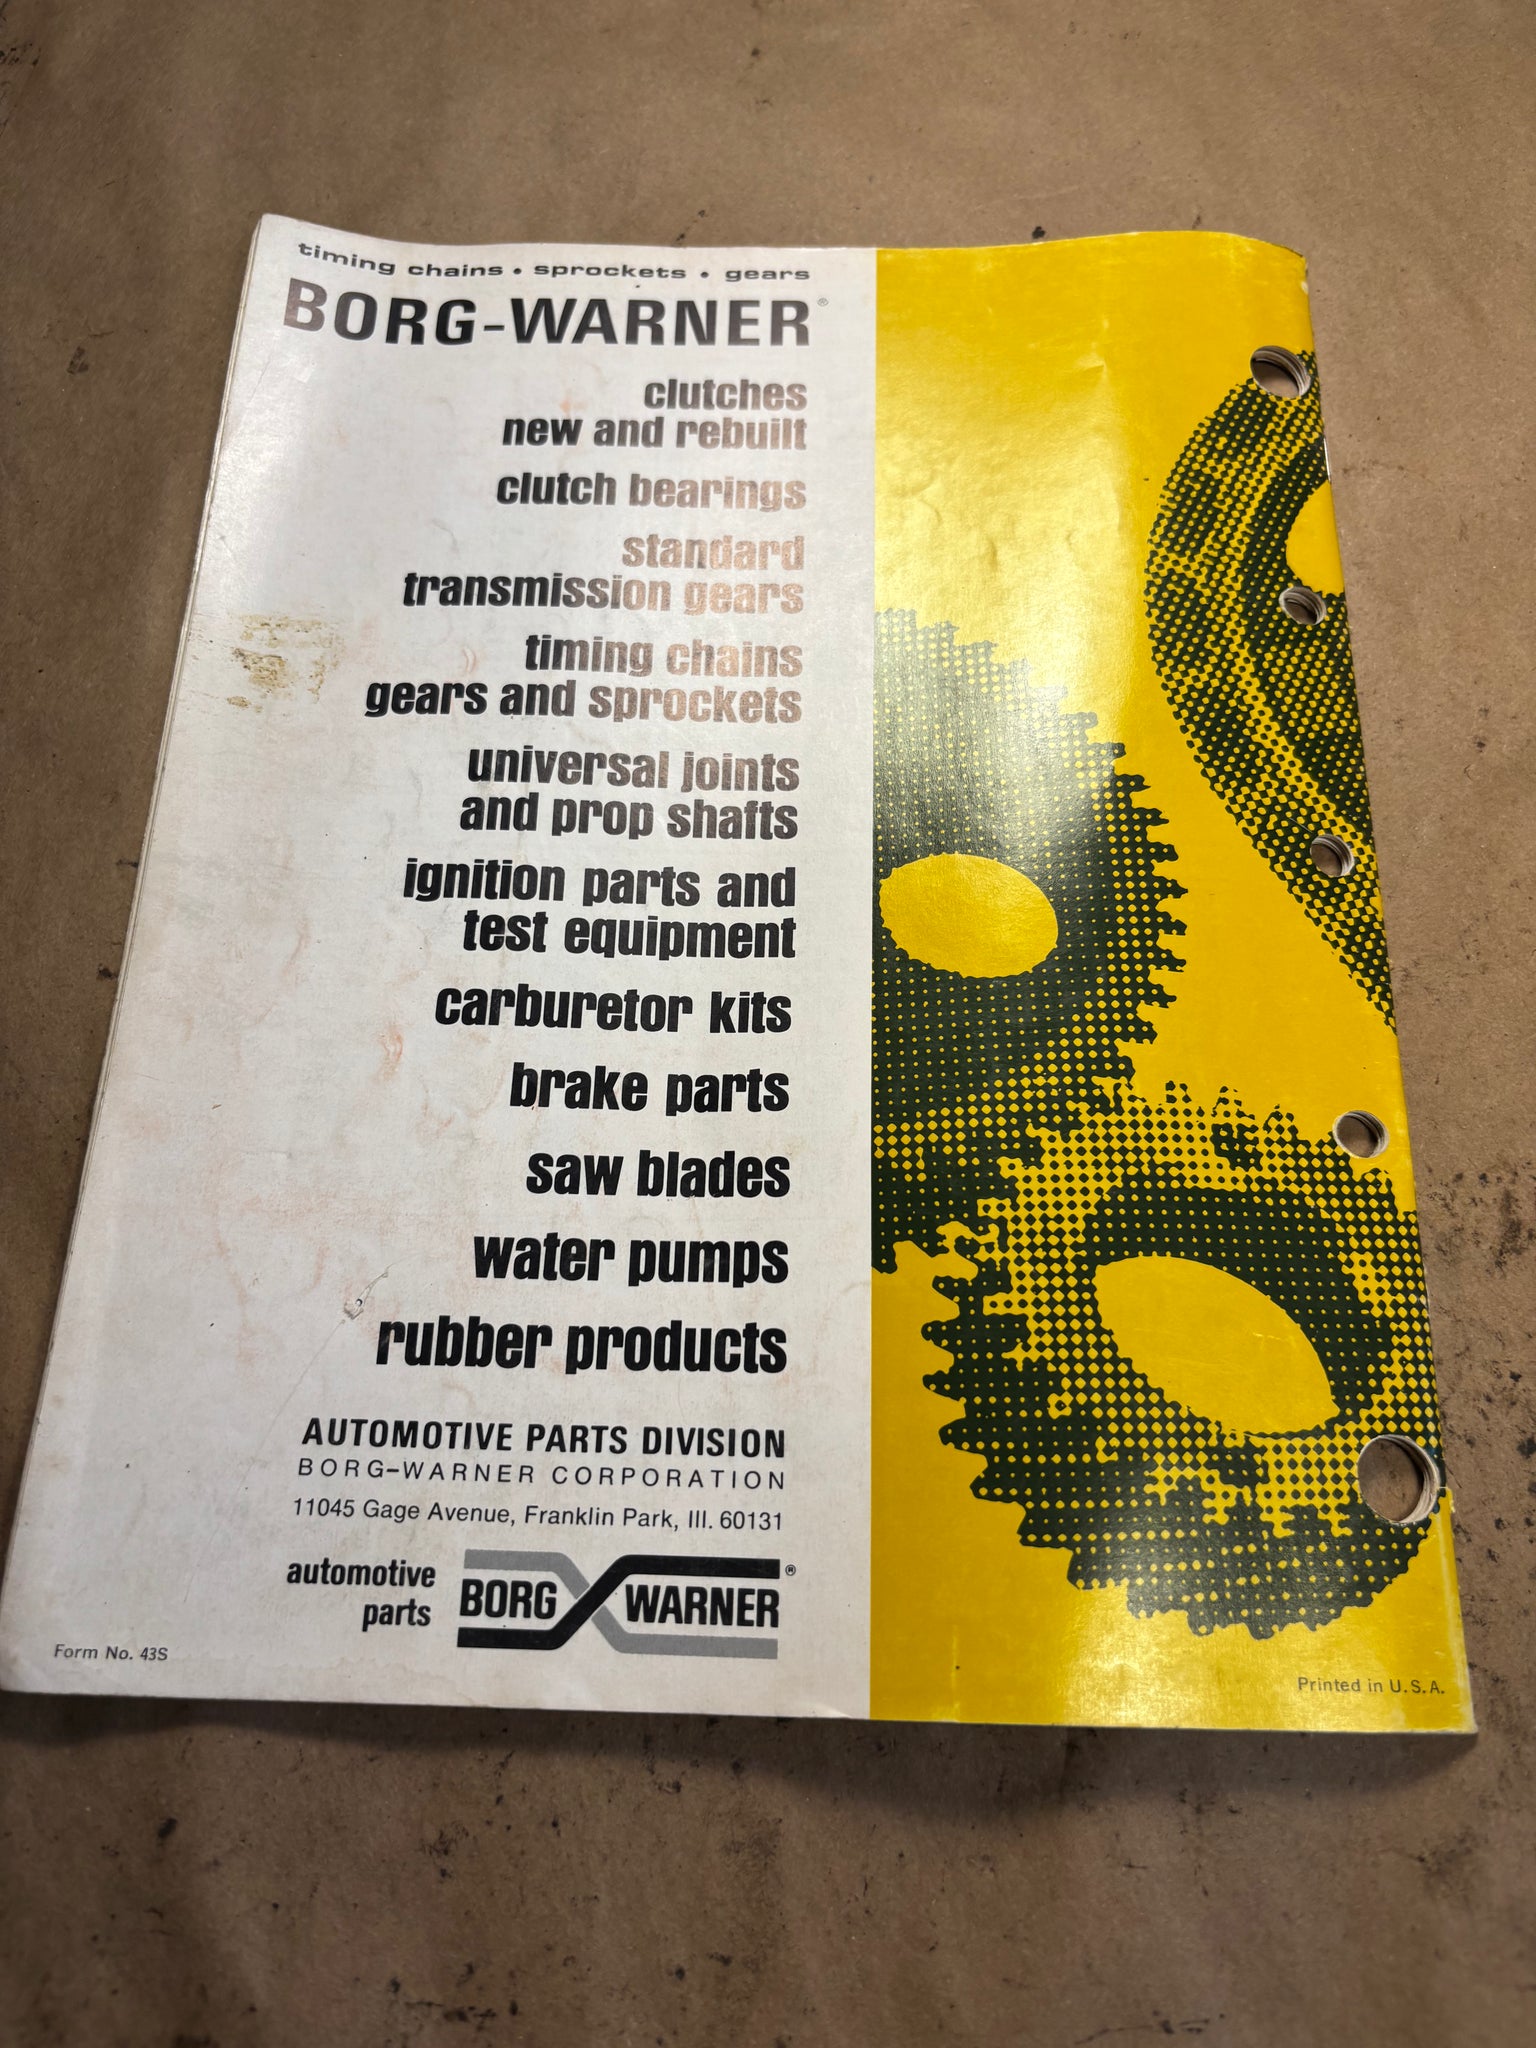 timing chains • sprockets • gears
BORG-WARNER®
clutches
new and rebuilt
clutch bearings
standard
transmission gears
timing chains
gears and sprockets
universal joints
and prop shafts
ignition parts and
test equipment
carburetor kits
brake parts
saw blades
water pumps
rubber products
AUTOMOTIVE PARTS DIVISION
BORG-WARNER CORPORATION
11045 Gage Avenue, Franklin Park, Ill. 60131
automotive
parts
BORG WARNER®
Form No. 43S
Printed in U.S.A.